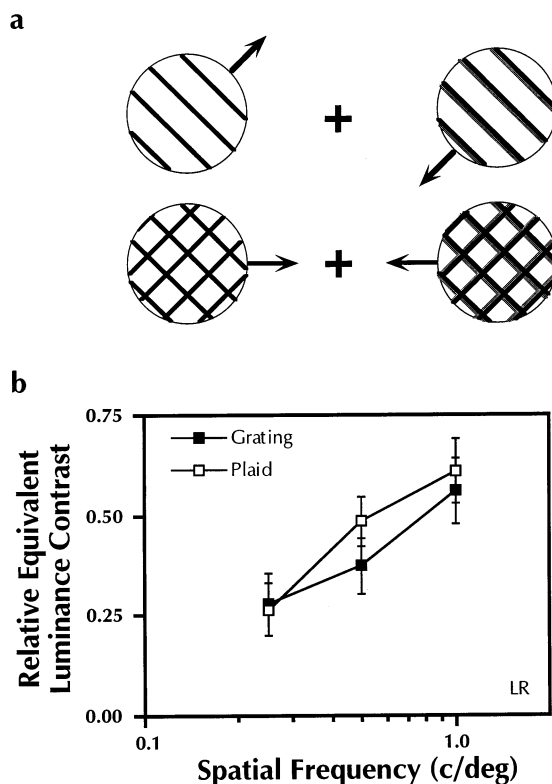 a
+
+
b
Relative Equivalent
Luminance Contrast
0.75
0.50
0.25
0.00
Grating
Plaid
LR
0.1
1.0
Spatial Frequency (c/deg)